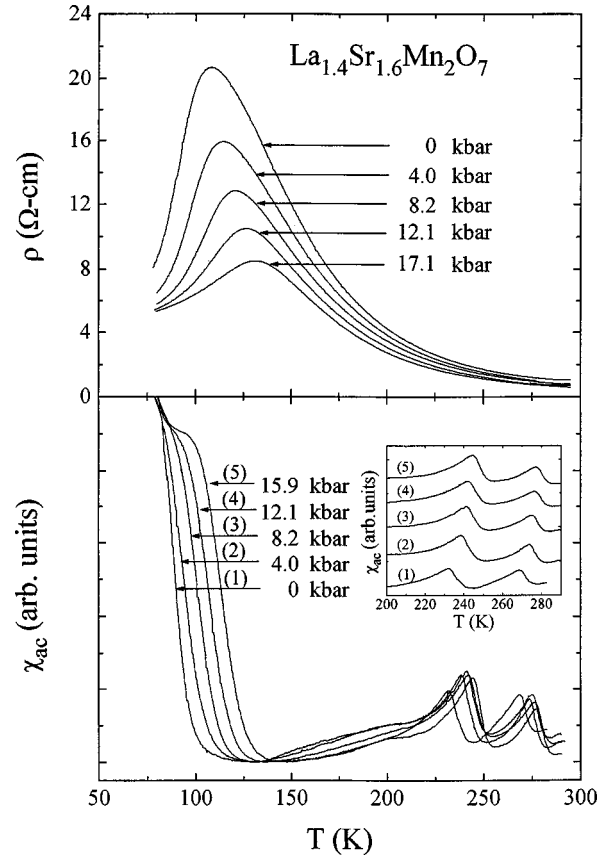 La1.4Sr1.6Mn2O7
24
20
16
12
8
4
0
ρ (Ω-cm)
0 kbar
4.0 kbar
8.2 kbar
12.1 kbar
17.1 kbar
χac (arb. units)
(5) 15.9 kbar
(4) 12.1 kbar
(3) 8.2 kbar
(2) 4.0 kbar
(1) 0 kbar
χac (arb.units)
(5)
(4)
(3)
(2)
(1)
200 220 240 260 280
T (K)
50 100 150 200 250 300
T (K)